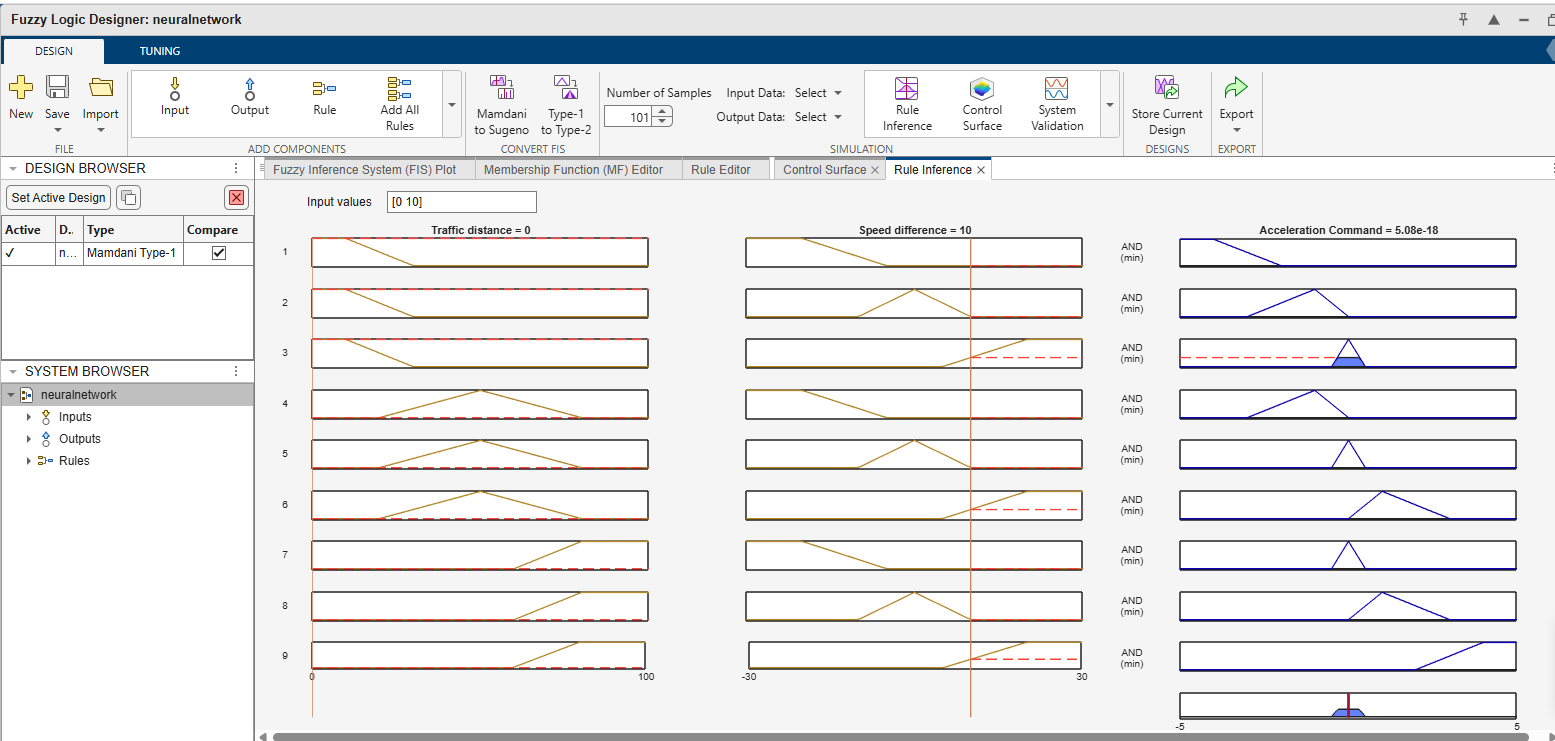 Fuzzy Logic Designer: neuralnetwork
DESIGN TUNING
New Save Import
Input Output Rule Add All Rules
Mamdani to Sugeno Type-1 to Type-2
Number of Samples 101
Input Data: Select
Output Data: Select
Rule Inference Control Surface System Validation
Store Current Design Export
FILE ADD COMPONENTS CONVERT FIS SIMULATION DESIGNS EXPORT
DESIGN BROWSER
Set Active Design
Active D.. Type Compare
✓ n... Mamdani Type-1
SYSTEM BROWSER
neuralnetwork
Inputs
Outputs
Rules
Fuzzy Inference System (FIS) Plot Membership Function (MF) Editor Rule Editor Control Surface Rule Inference
Input values [0 10]
Traffic distance = 0 Speed difference = 10 Acceleration Command = 5.08e-18
1 AND (min)
2 AND (min)
3 AND (min)
4 AND (min)
5 AND (min)
6 AND (min)
7 AND (min)
8 AND (min)
9 AND (min)
0 100 -30 30
-5 5